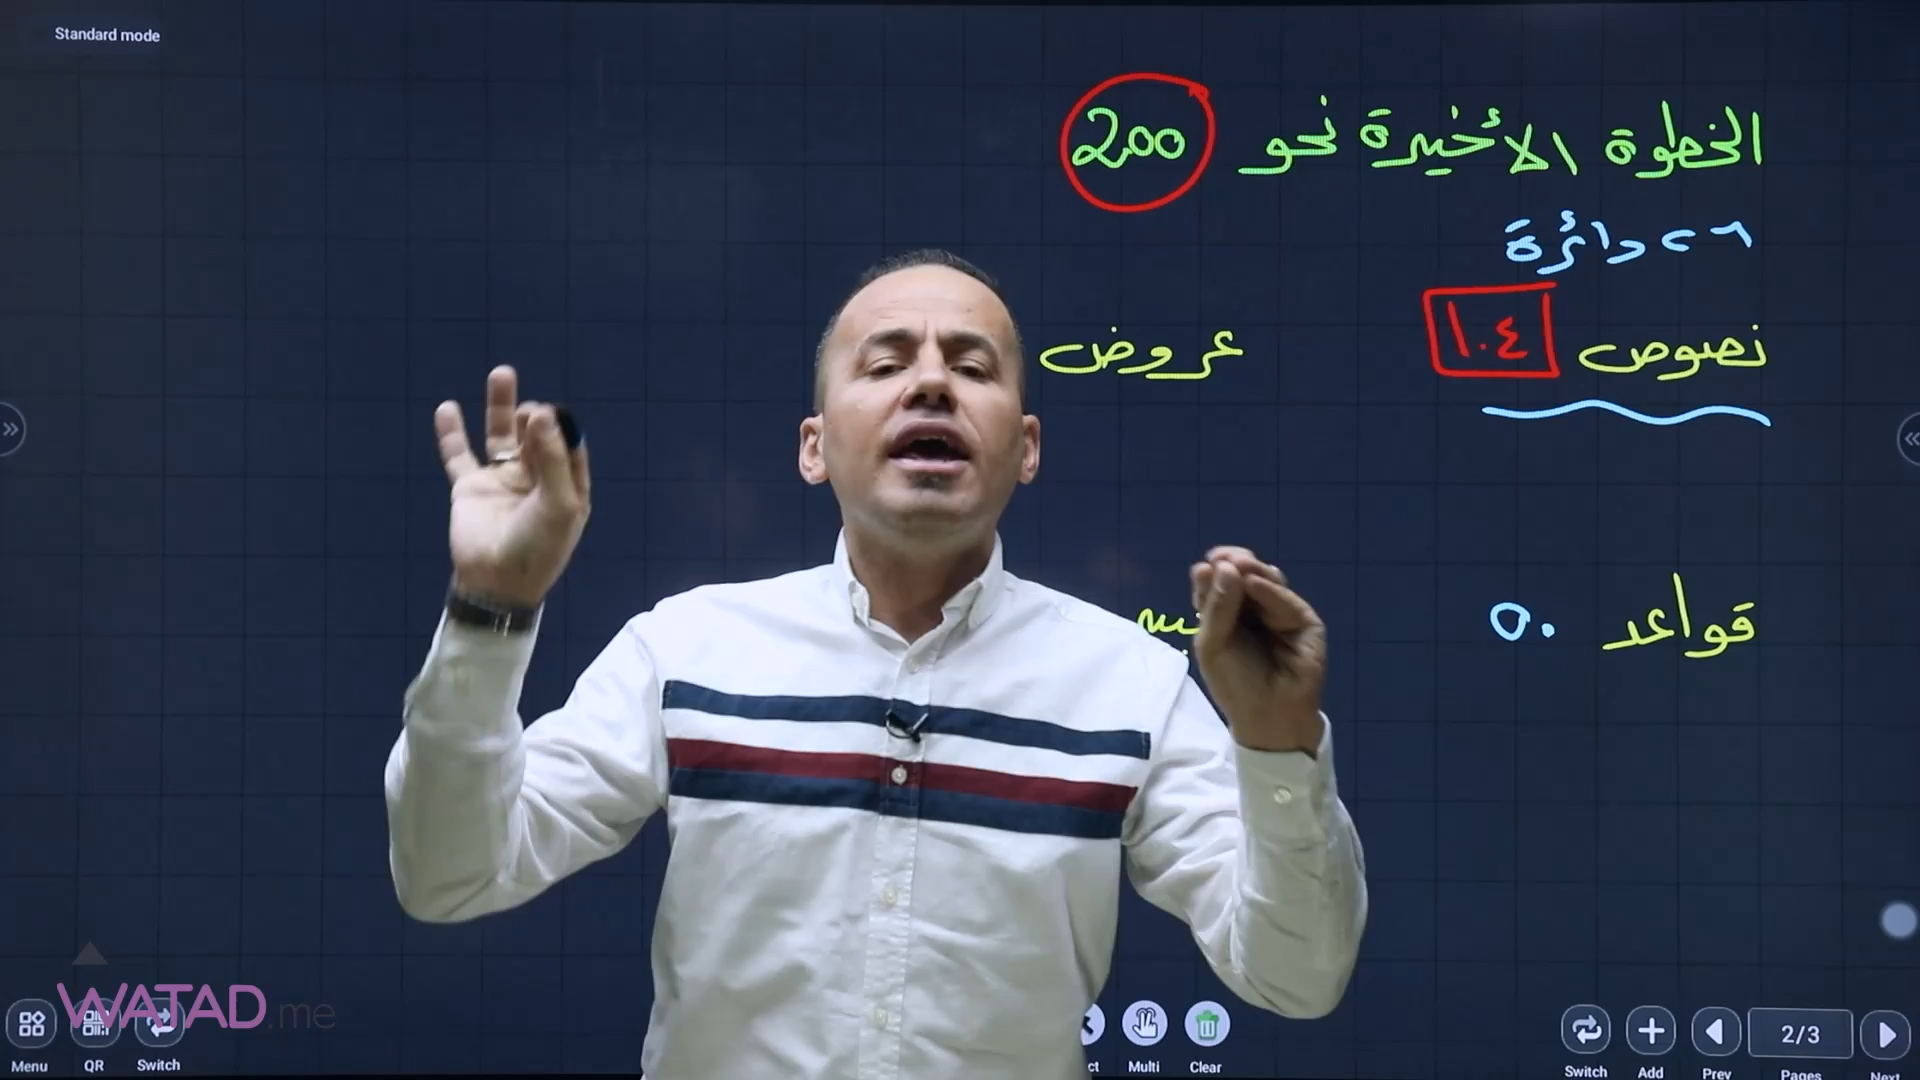 Standard mode
الخطوة الأخيرة نحو 200
٢٦ دائرة
نصوص ١٠٤
عروض
قواعد ٥٠
WATAD.me
Menu
QR
Switch
Multi
Clear
Switch
Add
Prev
2/3
Pages
Next